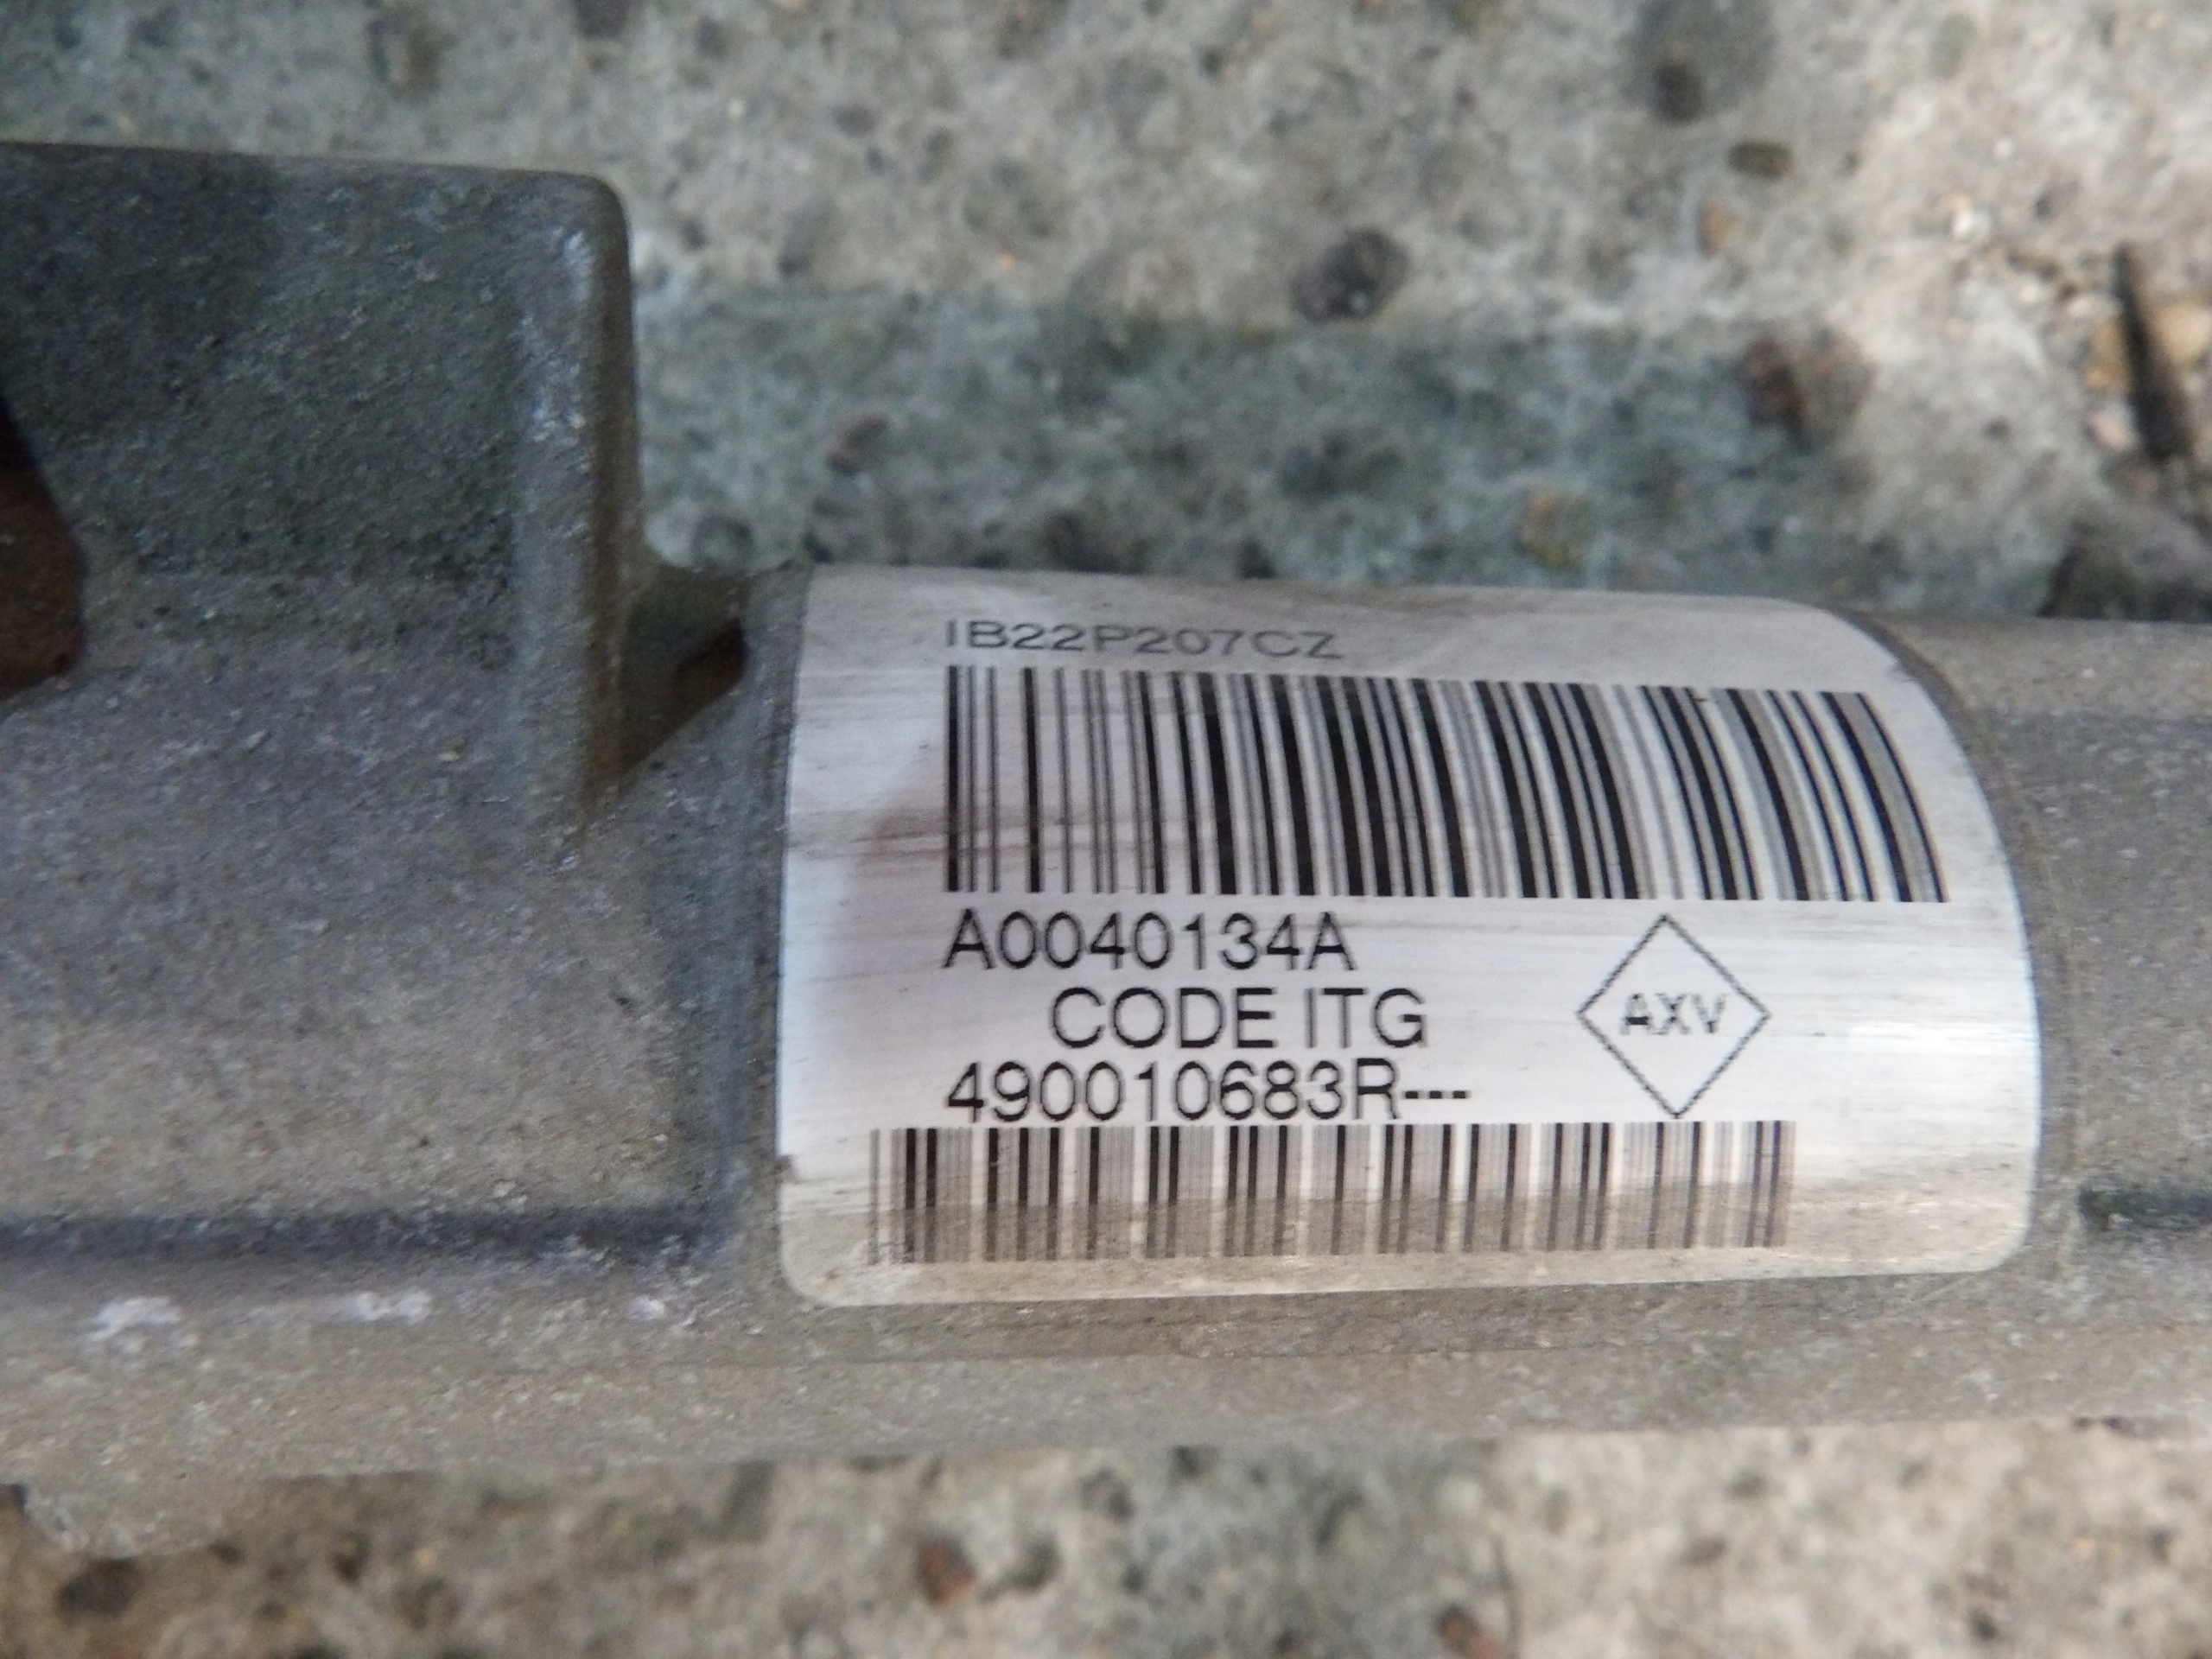 IB22P207CZ
A0040134A
CODE ITG
AXV
490010683R---